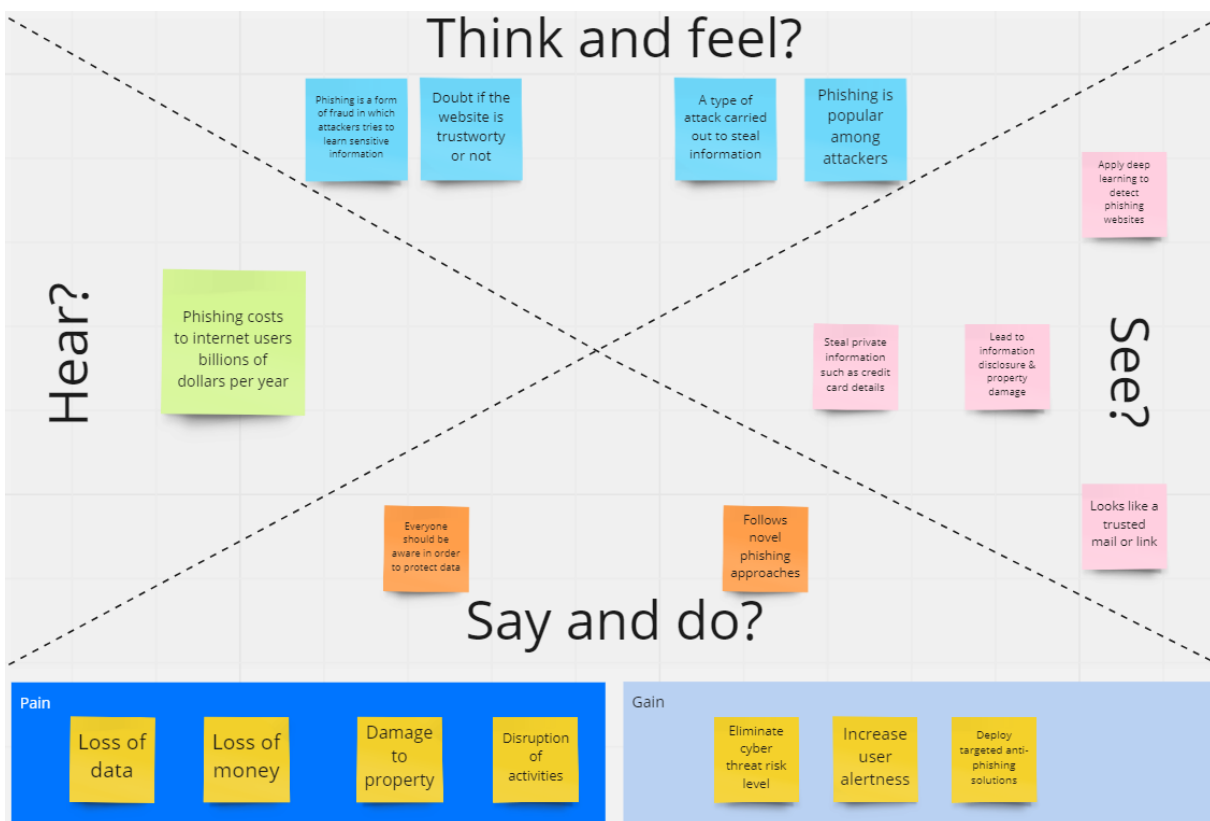 Think and feel?
Phishing is a form
of fraud in which
attackers tries to
learn sensitive
information
Doubt if the
website is
trustworty
or not
A type of
attack carried
out to steal
information
Phishing is
popular
among
attackers
Apply deep
learning to
detect
phishing
websites
Hear?
Phishing costs
to internet users
billions of
dollars per year
Steal private
information
such as credit
card details
Lead to
information
disclosure &
property
damage
See?
Looks like a
trusted
mail or link
Everyone
should be
aware in order
to protect data
Follows
novel
phishing
approaches
Say and do?
Pain
Loss of
data
Loss of
money
Damage
to
property
Disruption
of
activities
Gain
Eliminate
cyber
threat risk
level
Increase
user
alertness
Deploy
targeted anti-
phishing
solutions